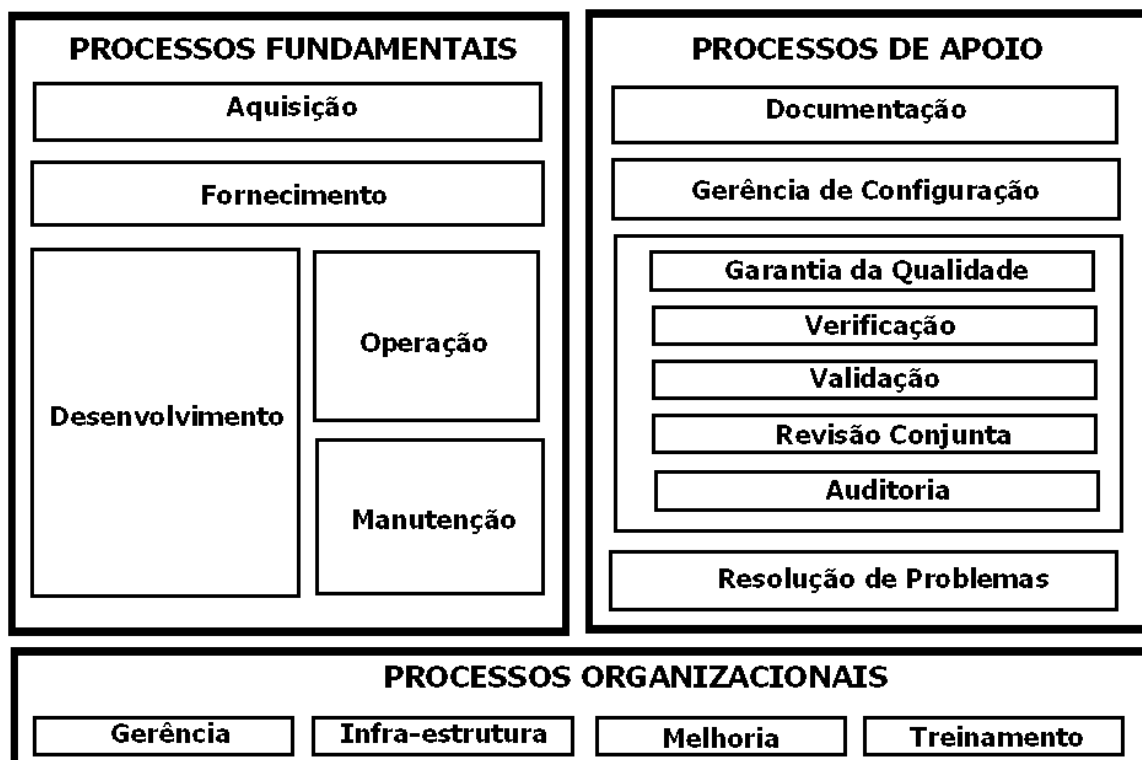 PROCESSOS FUNDAMENTAIS
Aquisição
Fornecimento
Desenvolvimento
Operação
Manutenção
PROCESSOS DE APOIO
Documentação
Gerência de Configuração
Garantia da Qualidade
Verificação
Validação
Revisão Conjunta
Auditoria
Resolução de Problemas
PROCESSOS ORGANIZACIONAIS
Gerência
Infra-estrutura
Melhoria
Treinamento